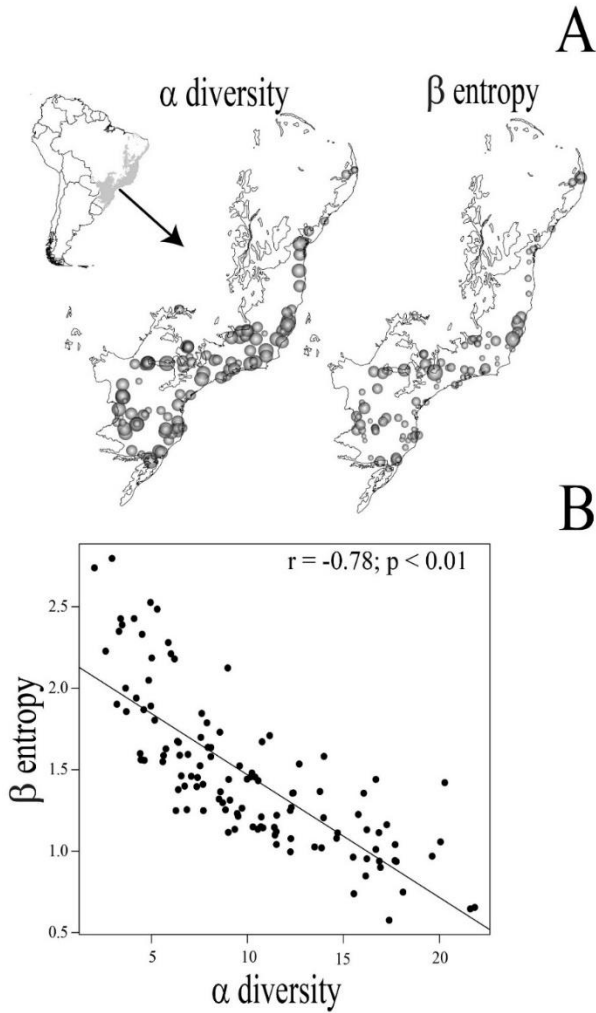 A
α diversity
β entropy
B
r = -0.78; p < 0.01
2.5
2.0
1.5
1.0
0.5
β entropy
5
10
15
20
α diversity